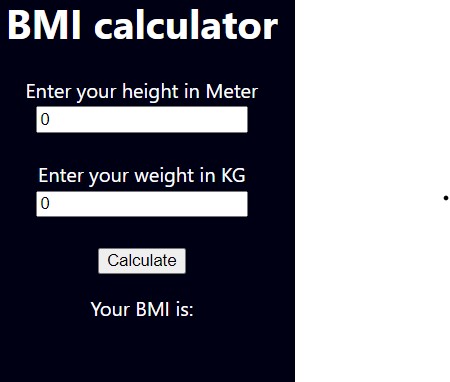 BMI calculator
Enter your height in Meter
0
Enter your weight in KG
0
Calculate
Your BMI is: